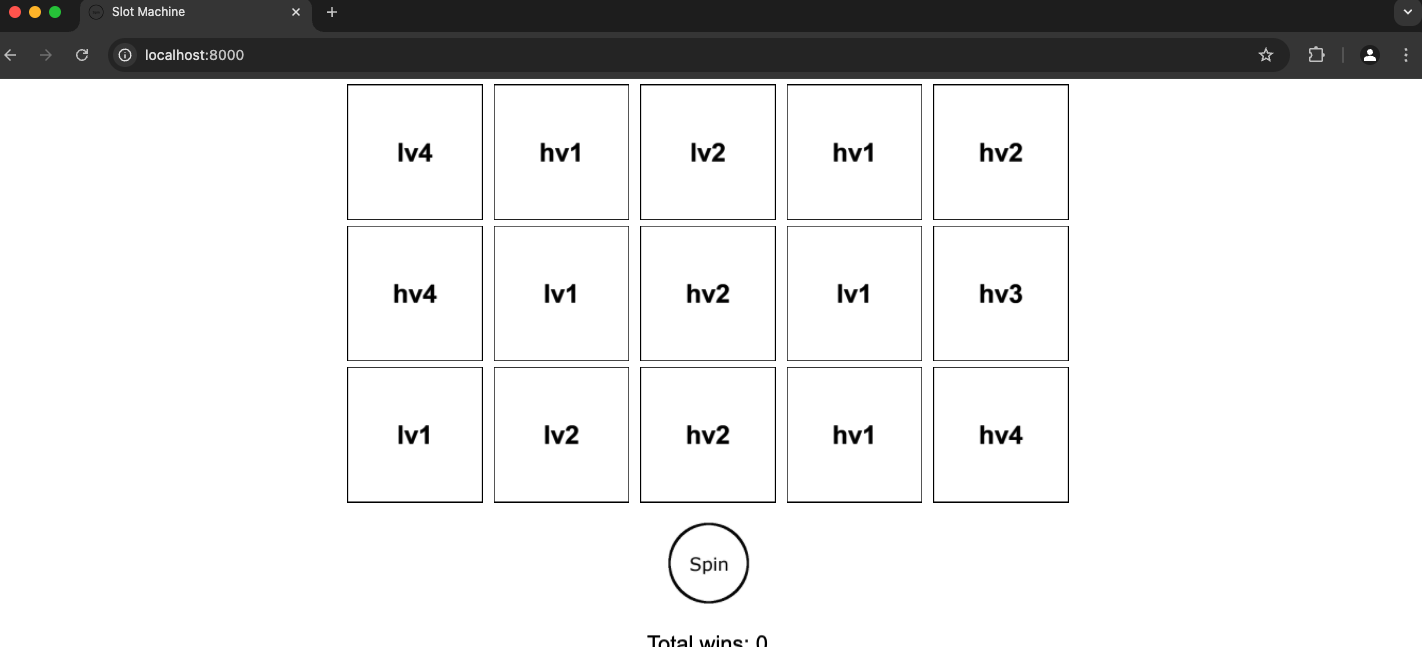 Slot Machine
localhost:8000
lv4 hv1 lv2 hv1 hv2
hv4 lv1 hv2 lv1 hv3
lv1 lv2 hv2 hv1 hv4
Spin
Total wins: 0